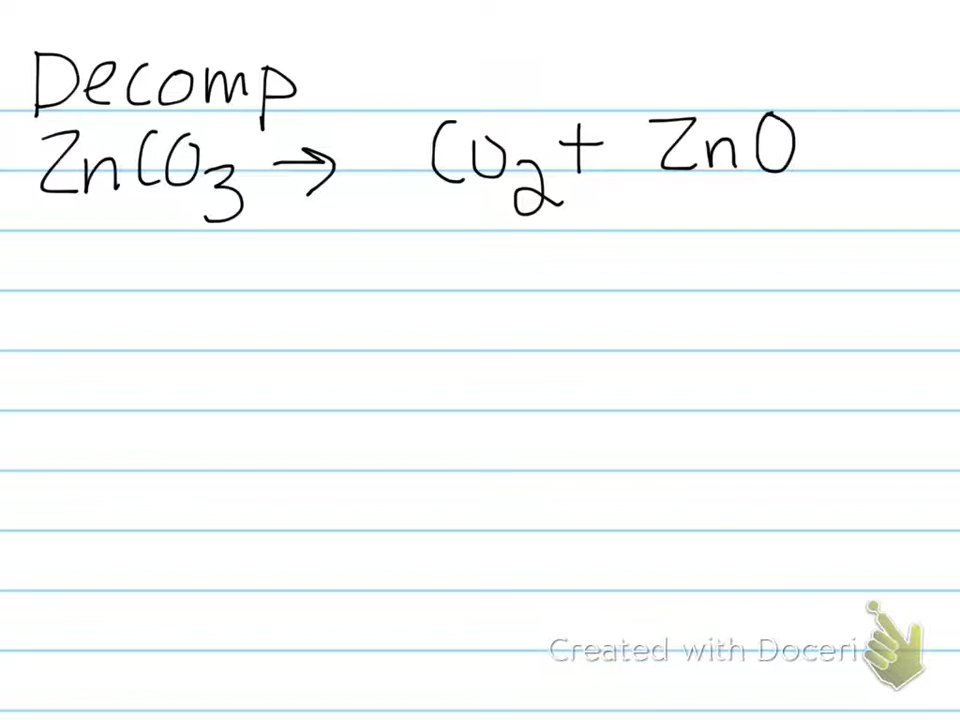 Decomp
ZnCO3 → CO2 + ZnO
Created with Doceri